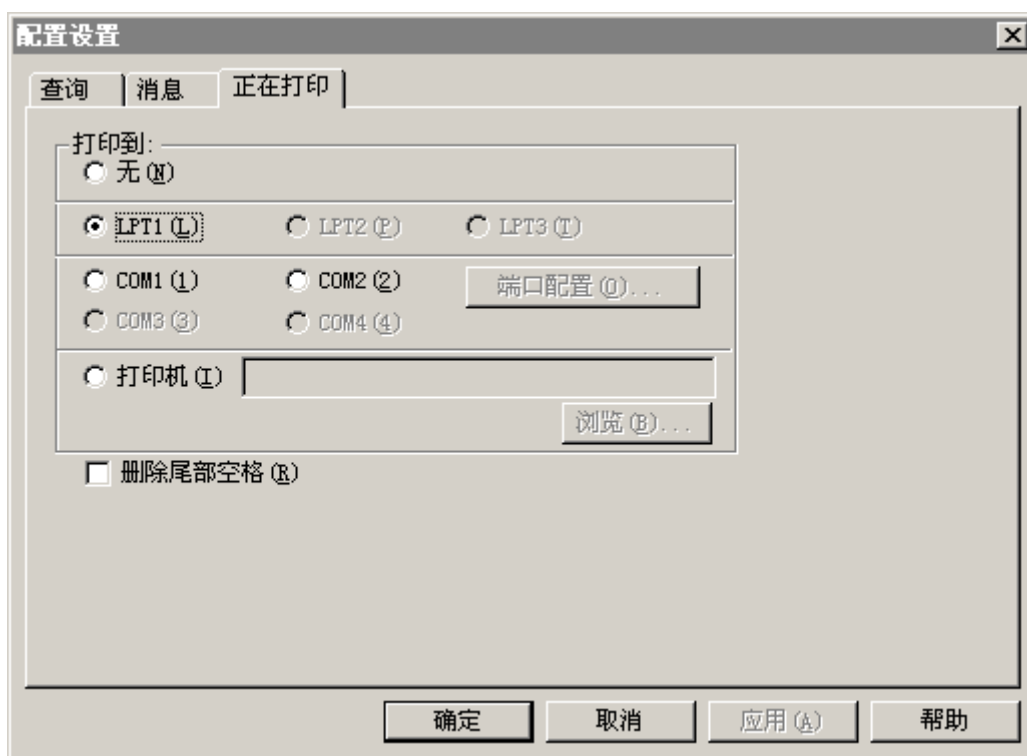 配置设置
查询 消息 正在打印
打印到:
无(N)
LPT1(L) LPT2(P) LPT3(T)
COM1(1) COM2(2) 端口配置(O)...
COM3(3) COM4(4)
打印机(I)
浏览(B)...
删除尾部空格(R)
确定 取消 应用(A) 帮助